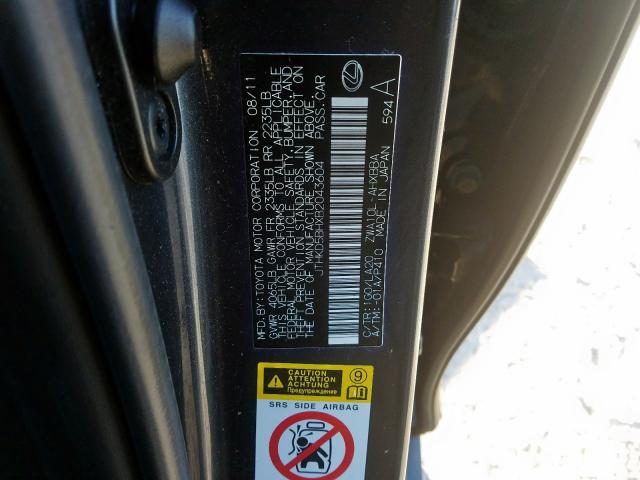 MFD.BY:TOYOTA MOTOR CORPORATION 08/11
GVWR 4065LB GAWR FR 2335LB RR 2235LB
THIS VEHICLE CONFORMS TO ALL APPLICABLE
FEDERAL MOTOR VEHICLE SAFETY, BUMPER, AND
THEFT PREVENTION STANDARDS IN EFFECT ON
THE DATE OF MANUFACTURE SHOWN ABOVE.
JTHKD5BHXB2043604 PASS.CAR
C/TR:1G0/LA20 ZWA10L-AHXBBA
A/TM:-01A/P410 MADE IN JAPAN 594 A
CAUTION
ATTENTION
ACHTUNG
Предупреждение
9
SRS SIDE AIRBAG